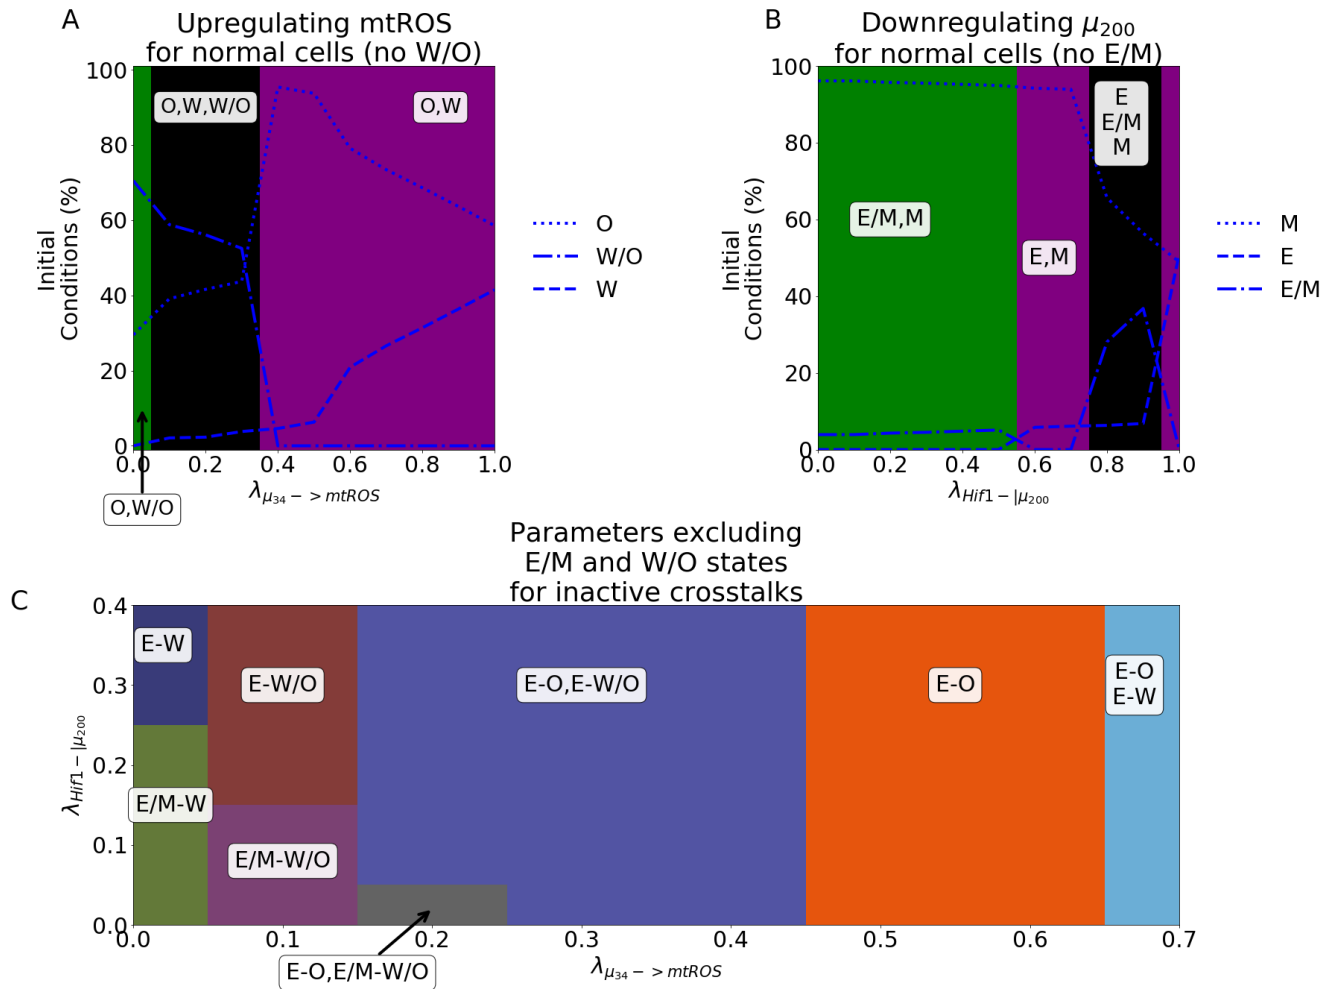 A
Upregulating mtROS
for normal cells (no W/O)
100
80
60
40
20
0
Initial
Conditions (%)
O,W,W/O
O,W
O,W/O
0.0 0.2 0.4 0.6 0.8 1.0
λμ34−>mtROS
O
W/O
W
B
Downregulating μ200
for normal cells (no E/M)
100
80
60
40
20
0
Initial
Conditions (%)
E/M,M
E,M
E
E/M
M
0.0 0.2 0.4 0.6 0.8 1.0
λHif1−|μ200
M
E
E/M
C
Parameters excluding
E/M and W/O states
for inactive crosstalks
0.4
0.3
0.2
0.1
0.0
λHif1−|μ200
E-W
E-W/O
E-O,E-W/O
E-O
E-O
E-W
E/M-W
E/M-W/O
0.0 0.1 0.2 0.3 0.4 0.5 0.6 0.7
E-O,E/M-W/O
λμ34−>mtROS